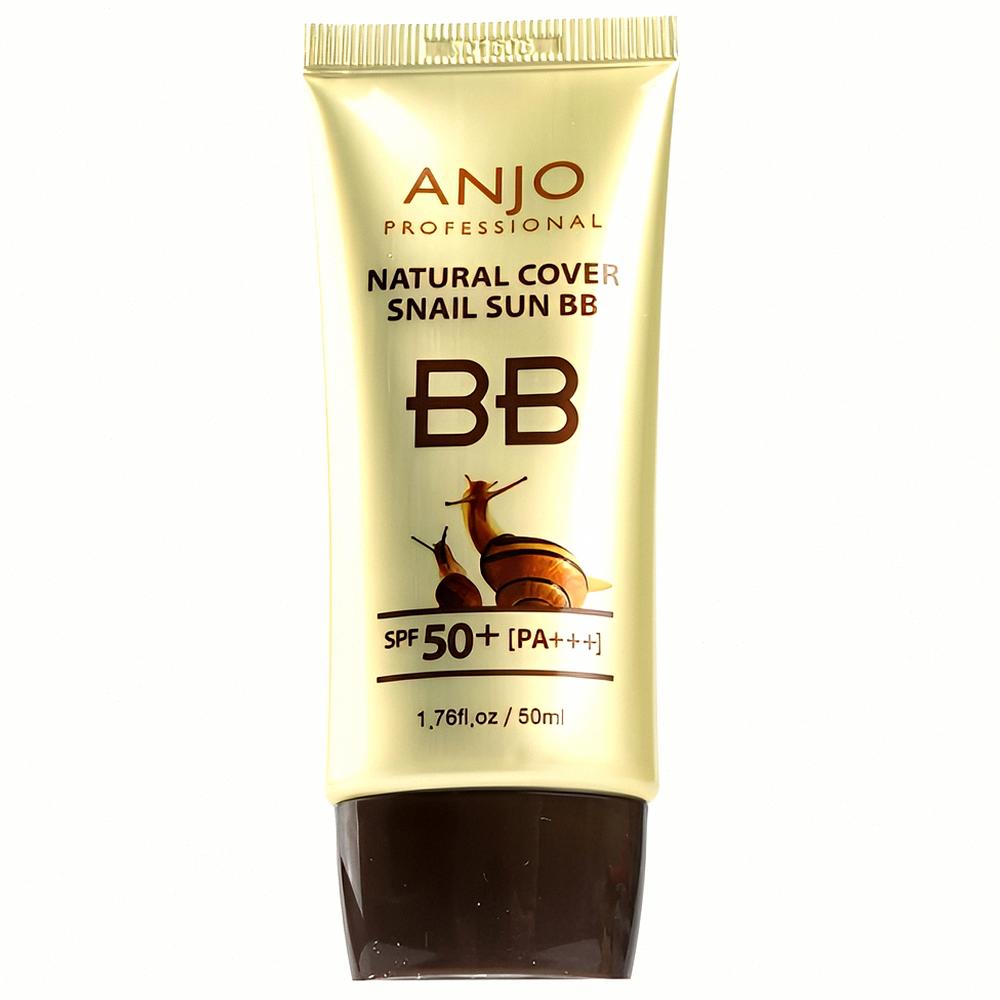 ANJO
PROFESSIONAL
NATURAL COVER
SNAIL SUN BB
BB
SPF 50+ [PA+++]
1.76fl.oz / 50ml